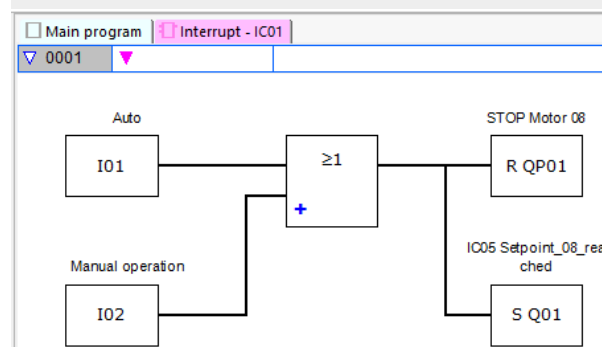 Main program
Interrupt - IC01
0001
Auto
STOP Motor 08
I01
≥1
R QP01
+
IC05 Setpoint_08_rea
ched
Manual operation
I02
S Q01